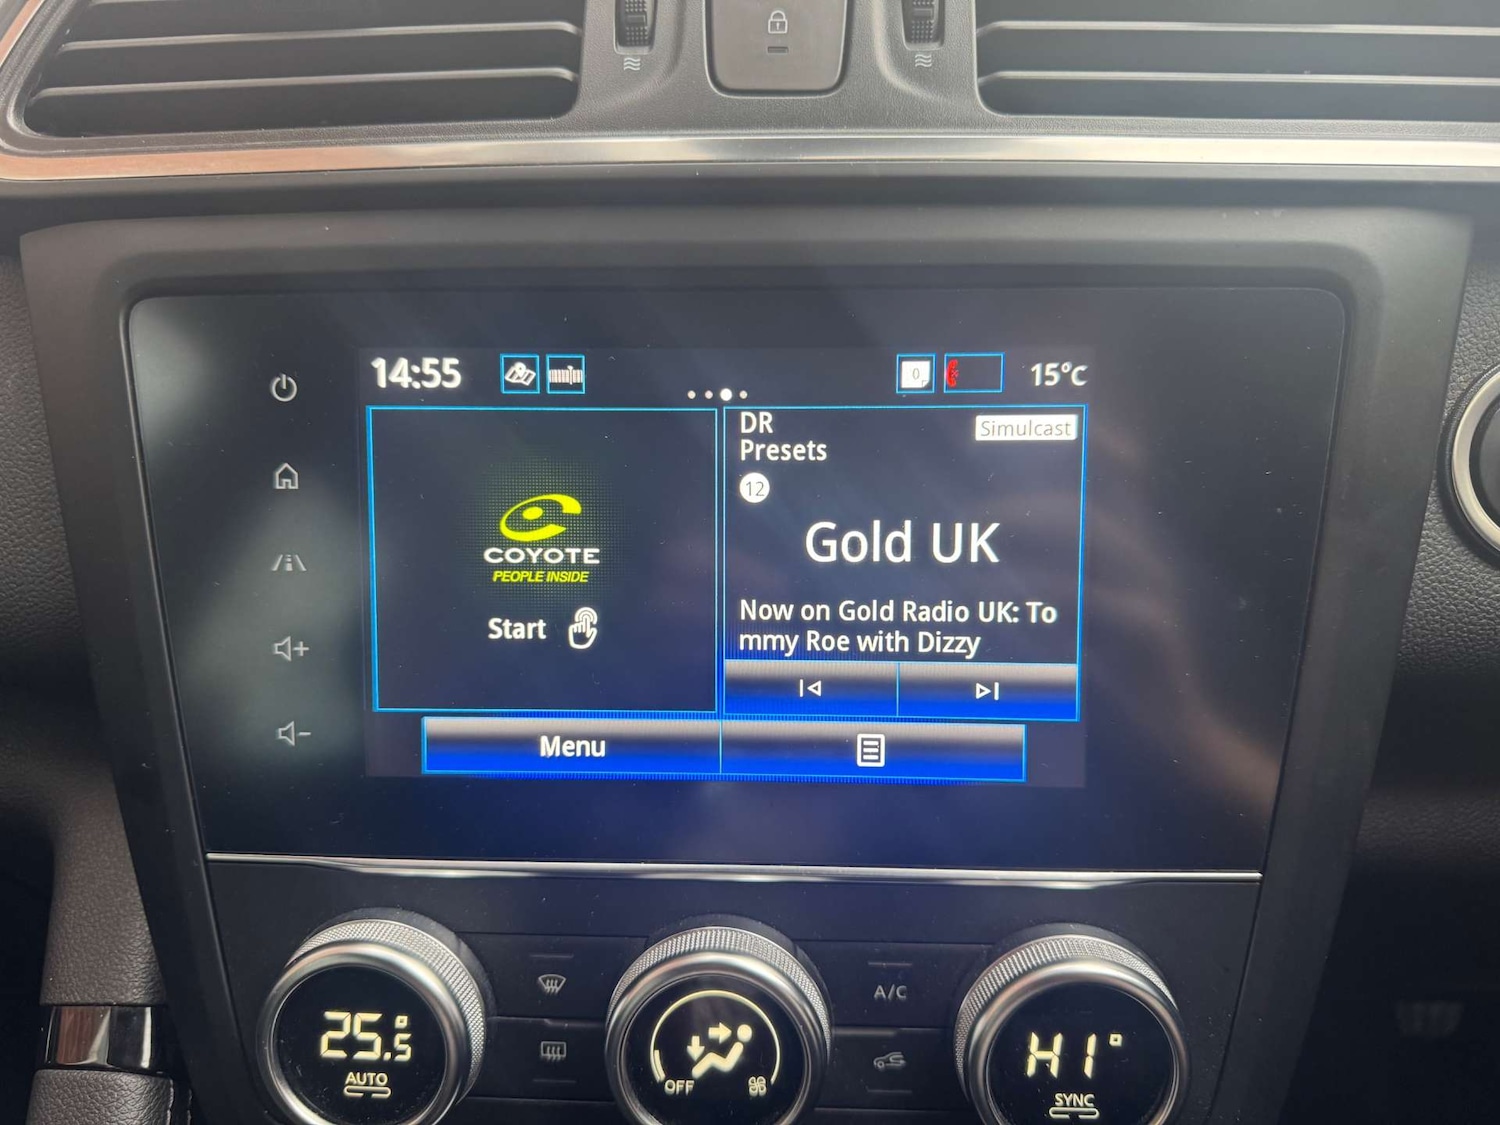 14:55
0
15°C
COYOTE
PEOPLE INSIDE
Start
DR
Presets
Simulcast
12
Gold UK
Now on Gold Radio UK: To
mmy Roe with Dizzy
Menu
25.5°
AUTO
OFF
A/C
HI°
SYNC